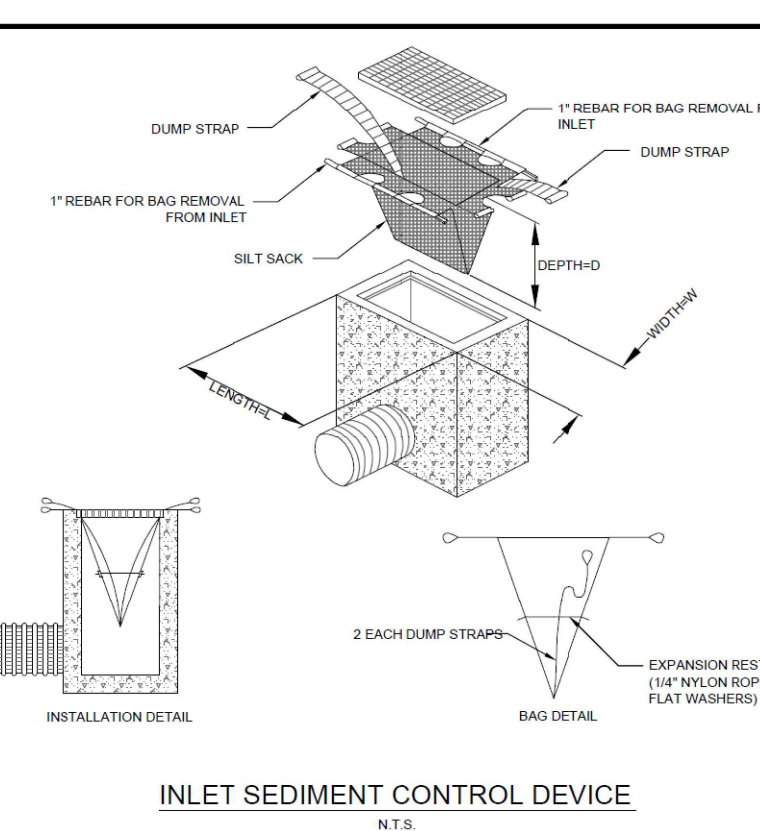 1" REBAR FOR BAG REMOVAL
INLET
DUMP STRAP
DUMP STRAP
1" REBAR FOR BAG REMOVAL
FROM INLET
SILT SACK
DEPTH=D
WIDTH=W
LENGTH=L
2 EACH DUMP STRAPS
EXPANSION
(1/4" NYLON
FLAT WASHERS)
INSTALLATION DETAIL
BAG DETAIL
INLET SEDIMENT CONTROL DEVICE
N.T.S.